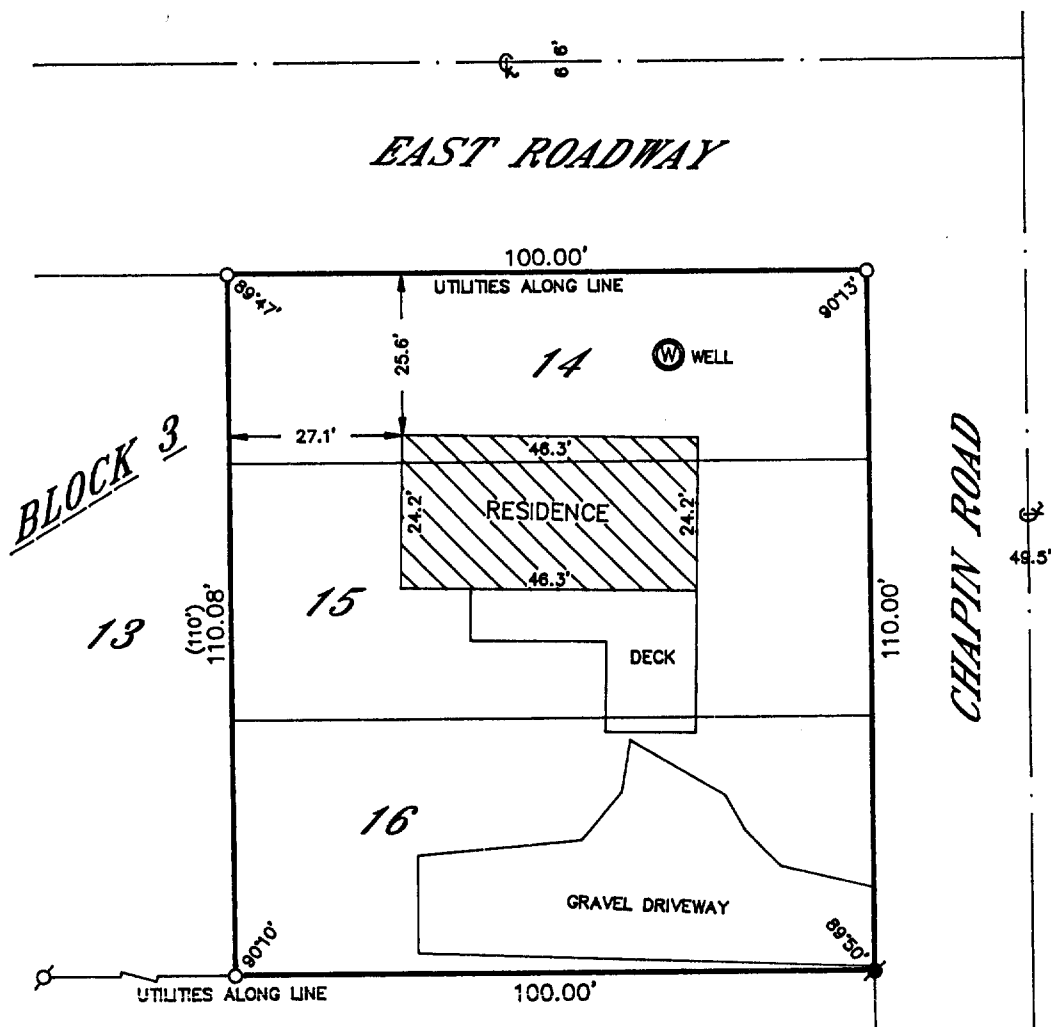 66'
EAST ROADWAY
100.00'
UTILITIES ALONG LINE
89°47'
90°13'
25.6'
14
W WELL
27.1'
46.3'
BLOCK 3
24.2'
RESIDENCE
24.2'
46.3'
CHAPIN ROAD
49.5'
13
(110')
110.08'
15
DECK
110.00'
16
GRAVEL DRIVEWAY
90°10'
89°50'
UTILITIES ALONG LINE
100.00'